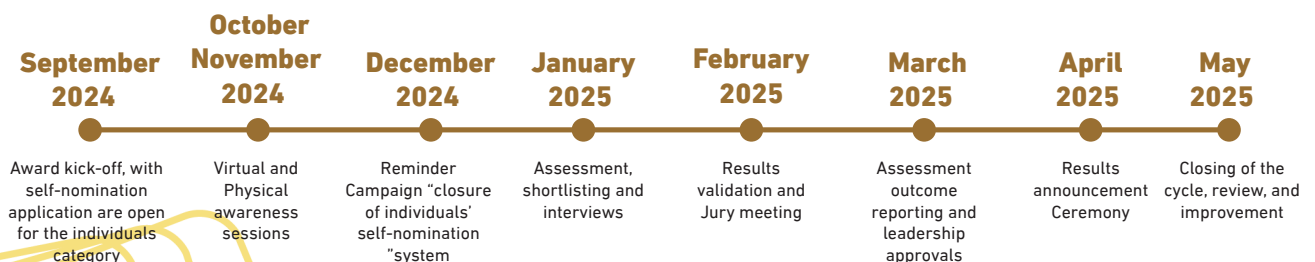 September
2024
Award kick-off, with
self-nomination
application are open
for the individuals
category
October
November
2024
Virtual and
Physical
awareness
sessions
December
2024
Reminder
Campaign “closure
of individuals’
self-nomination
”system
January
2025
Assessment,
shortlisting and
interviews
February
2025
Results
validation and
Jury meeting
March
2025
Assessment
outcome
reporting and
leadership
approvals
April
2025
Results
announcement
Ceremony
May
2025
Closing of the
cycle, review, and
improvement